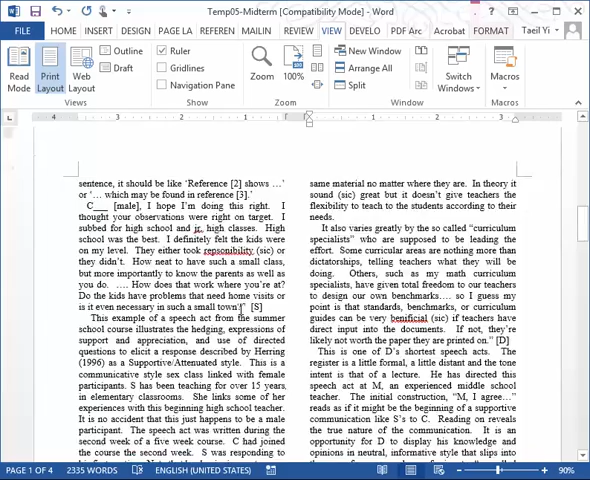 Temp05-Midterm [Compatibility Mode] - Word
FILE HOME INSERT DESIGN PAGE LA REFEREN MAILIN REVIEW VIEW DEVELO PDF Arc Acrobat FORMAT Taeil Yi
Read Mode
Print Layout
Web Layout
Outline
Draft
Views
Ruler
Gridlines
Navigation Pane
Show
Zoom
100%
Zoom
New Window
Arrange All
Split
Switch Windows
Window
Macros
Macros
4 3 2 1 1 2 3
sentence, it should be like ‘Reference [2] shows …’
or ‘… which may be found in reference [3].’
C___ [male], I hope I’m doing this right. I
thought your observations were right on target. I
subbed for high school and jr. high classes. High
school was the best. I definitely felt the kids were
on my level. They either took repsonibility (sic) or
they didn’t. How neat to have such a small class,
but more importantly to know the parents as well as
you do. …. How does that work where you’re at?
Do the kids have problems that need home visits or
is it even necessary in such a small town?” [S]
This example of a speech act from the summer
school course illustrates the hedging, expressions of
support and appreciation, and use of directed
questions to elicit a response described by Herring
(1996) as a Supportive/Attenuated style. This is a
communicative style sex class linked with female
participants. S has been teaching for over 15 years,
in elementary classrooms. She links some of her
experiences with this beginning high school teacher.
It is no accident that this just happens to be a male
participant. The speech act was written during the
second week of a five week course. C had joined
the course the second week. S was responding to
same material no matter where they are. In theory it
sound (sic) great but it doesn’t give teachers the
flexibility to teach to the students according to their
needs.
It also varies greatly by the so called “curriculum
specialists” who are supposed to be leading the
effort. Some curricular areas are nothing more than
dictatorships, telling teachers what they will be
doing. Others, such as my math curriculum
specialists, have given total freedom to our teachers
to design our own benchmarks…. so I guess my
point is that standards, benchmarks, or curriculum
guides can be very benificial (sic) if teachers have
direct input into the documents. If not, they’re
likely not worth the paper they are printed on.” [D]
This is one of D’s shortest speech acts. The
register is a little formal, a little distant and the tone
intent is that of a lecture. He has directed this
speech act at M, an experienced middle school
teacher. The initial construction, “M, I agree…”
reads as if it might be the beginning of a supportive
communication like S’s to C. Reading on reveals
the true nature of the communication. It is an
opportunity for D to display his knowledge and
opinions in neutral, informative style that slips into
PAGE 1 OF 4 2335 WORDS ENGLISH (UNITED STATES) 90%